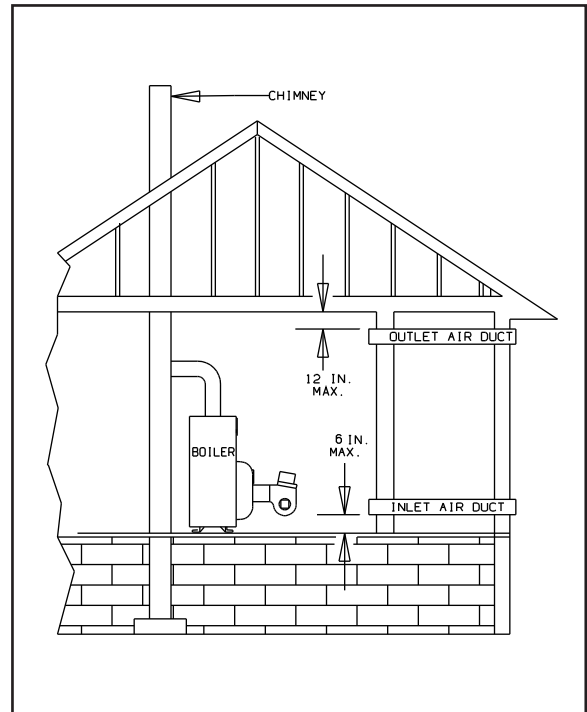 CHIMNEY
OUTLET AIR DUCT
12 IN.
MAX.
6 IN.
MAX.
BOILER
INLET AIR DUCT